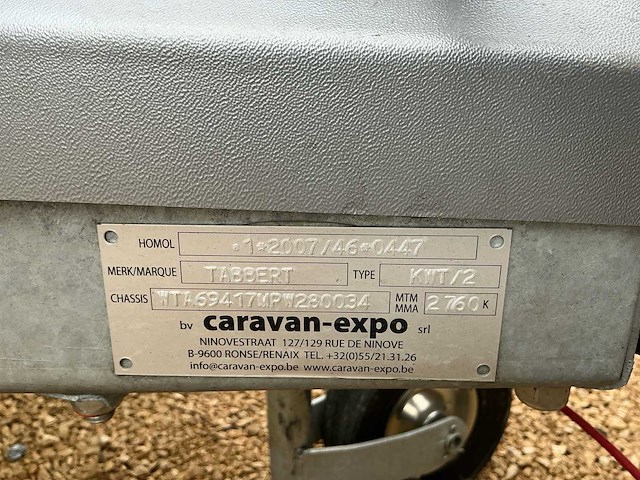 HOMOL *1*2007/46*0447
MERK/MARQUE TABBERT TYPE KWT/2
CHASSIS WTA69417MPW280034 MTM MMA 2760 K
bv caravan-expo srl
NINOVESTRAAT 127/129 RUE DE NINOVE
B-9600 RONSE/RENAIX TEL. +32(0)55/21.31.26
info@caravan-expo.be www.caravan-expo.be